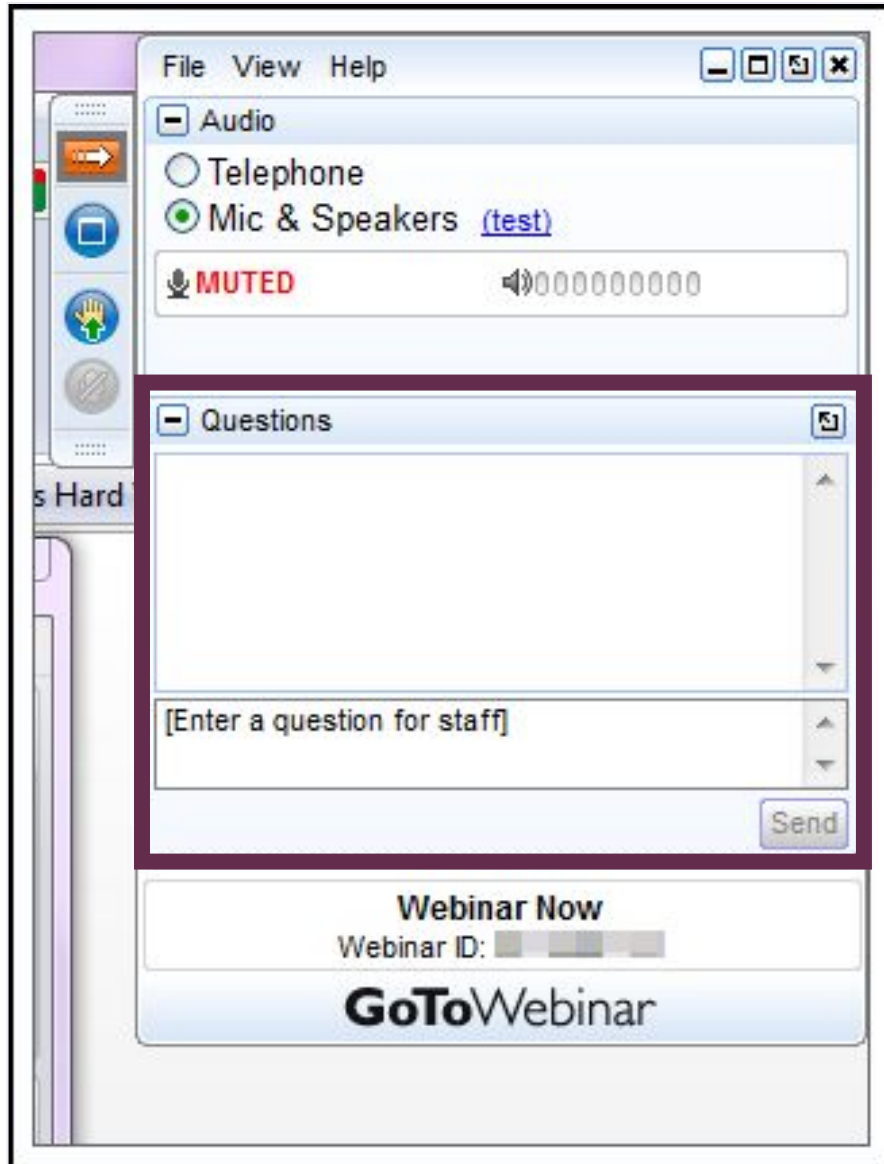 File View Help
Audio
Telephone
Mic & Speakers (test)
MUTED
Questions
s Hard
[Enter a question for staff]
Send
Webinar Now
Webinar ID:
GoToWebinar